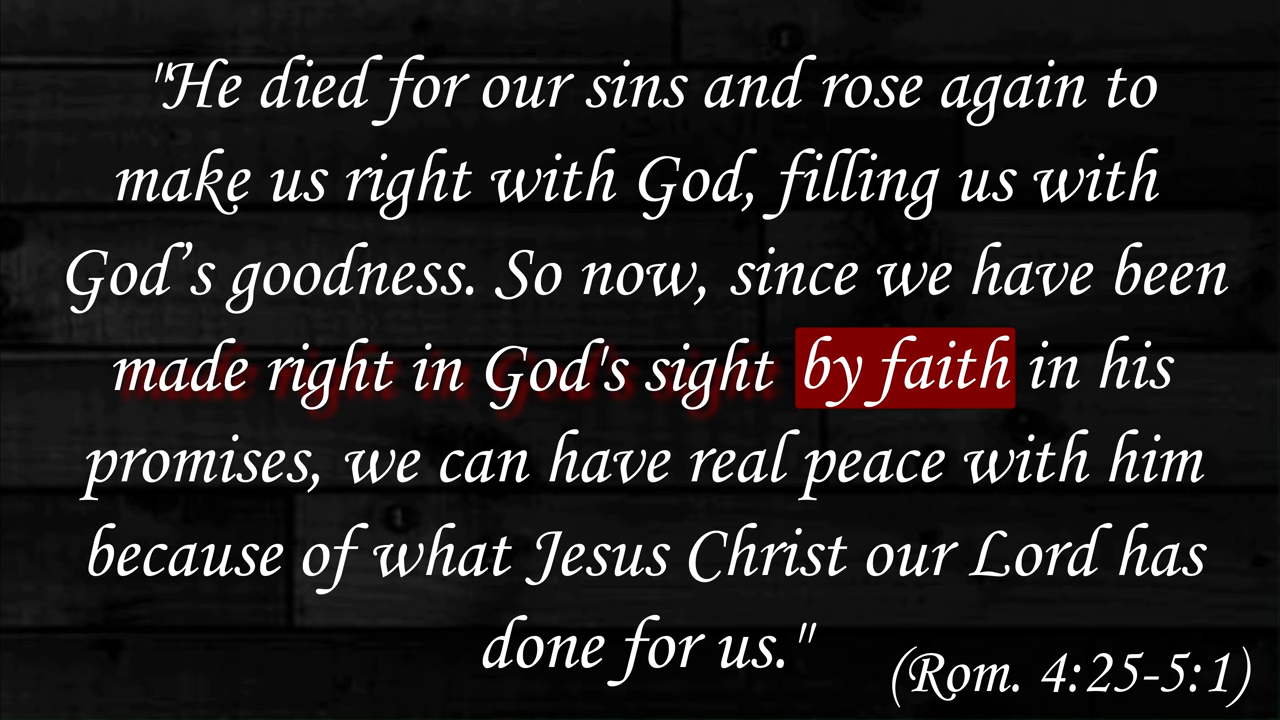 "He died for our sins and rose again to
make us right with God, filling us with
God’s goodness. So now, since we have been
made right in God's sight by faith in his
promises, we can have real peace with him
because of what Jesus Christ our Lord has
done for us."
(Rom. 4:25-5:1)